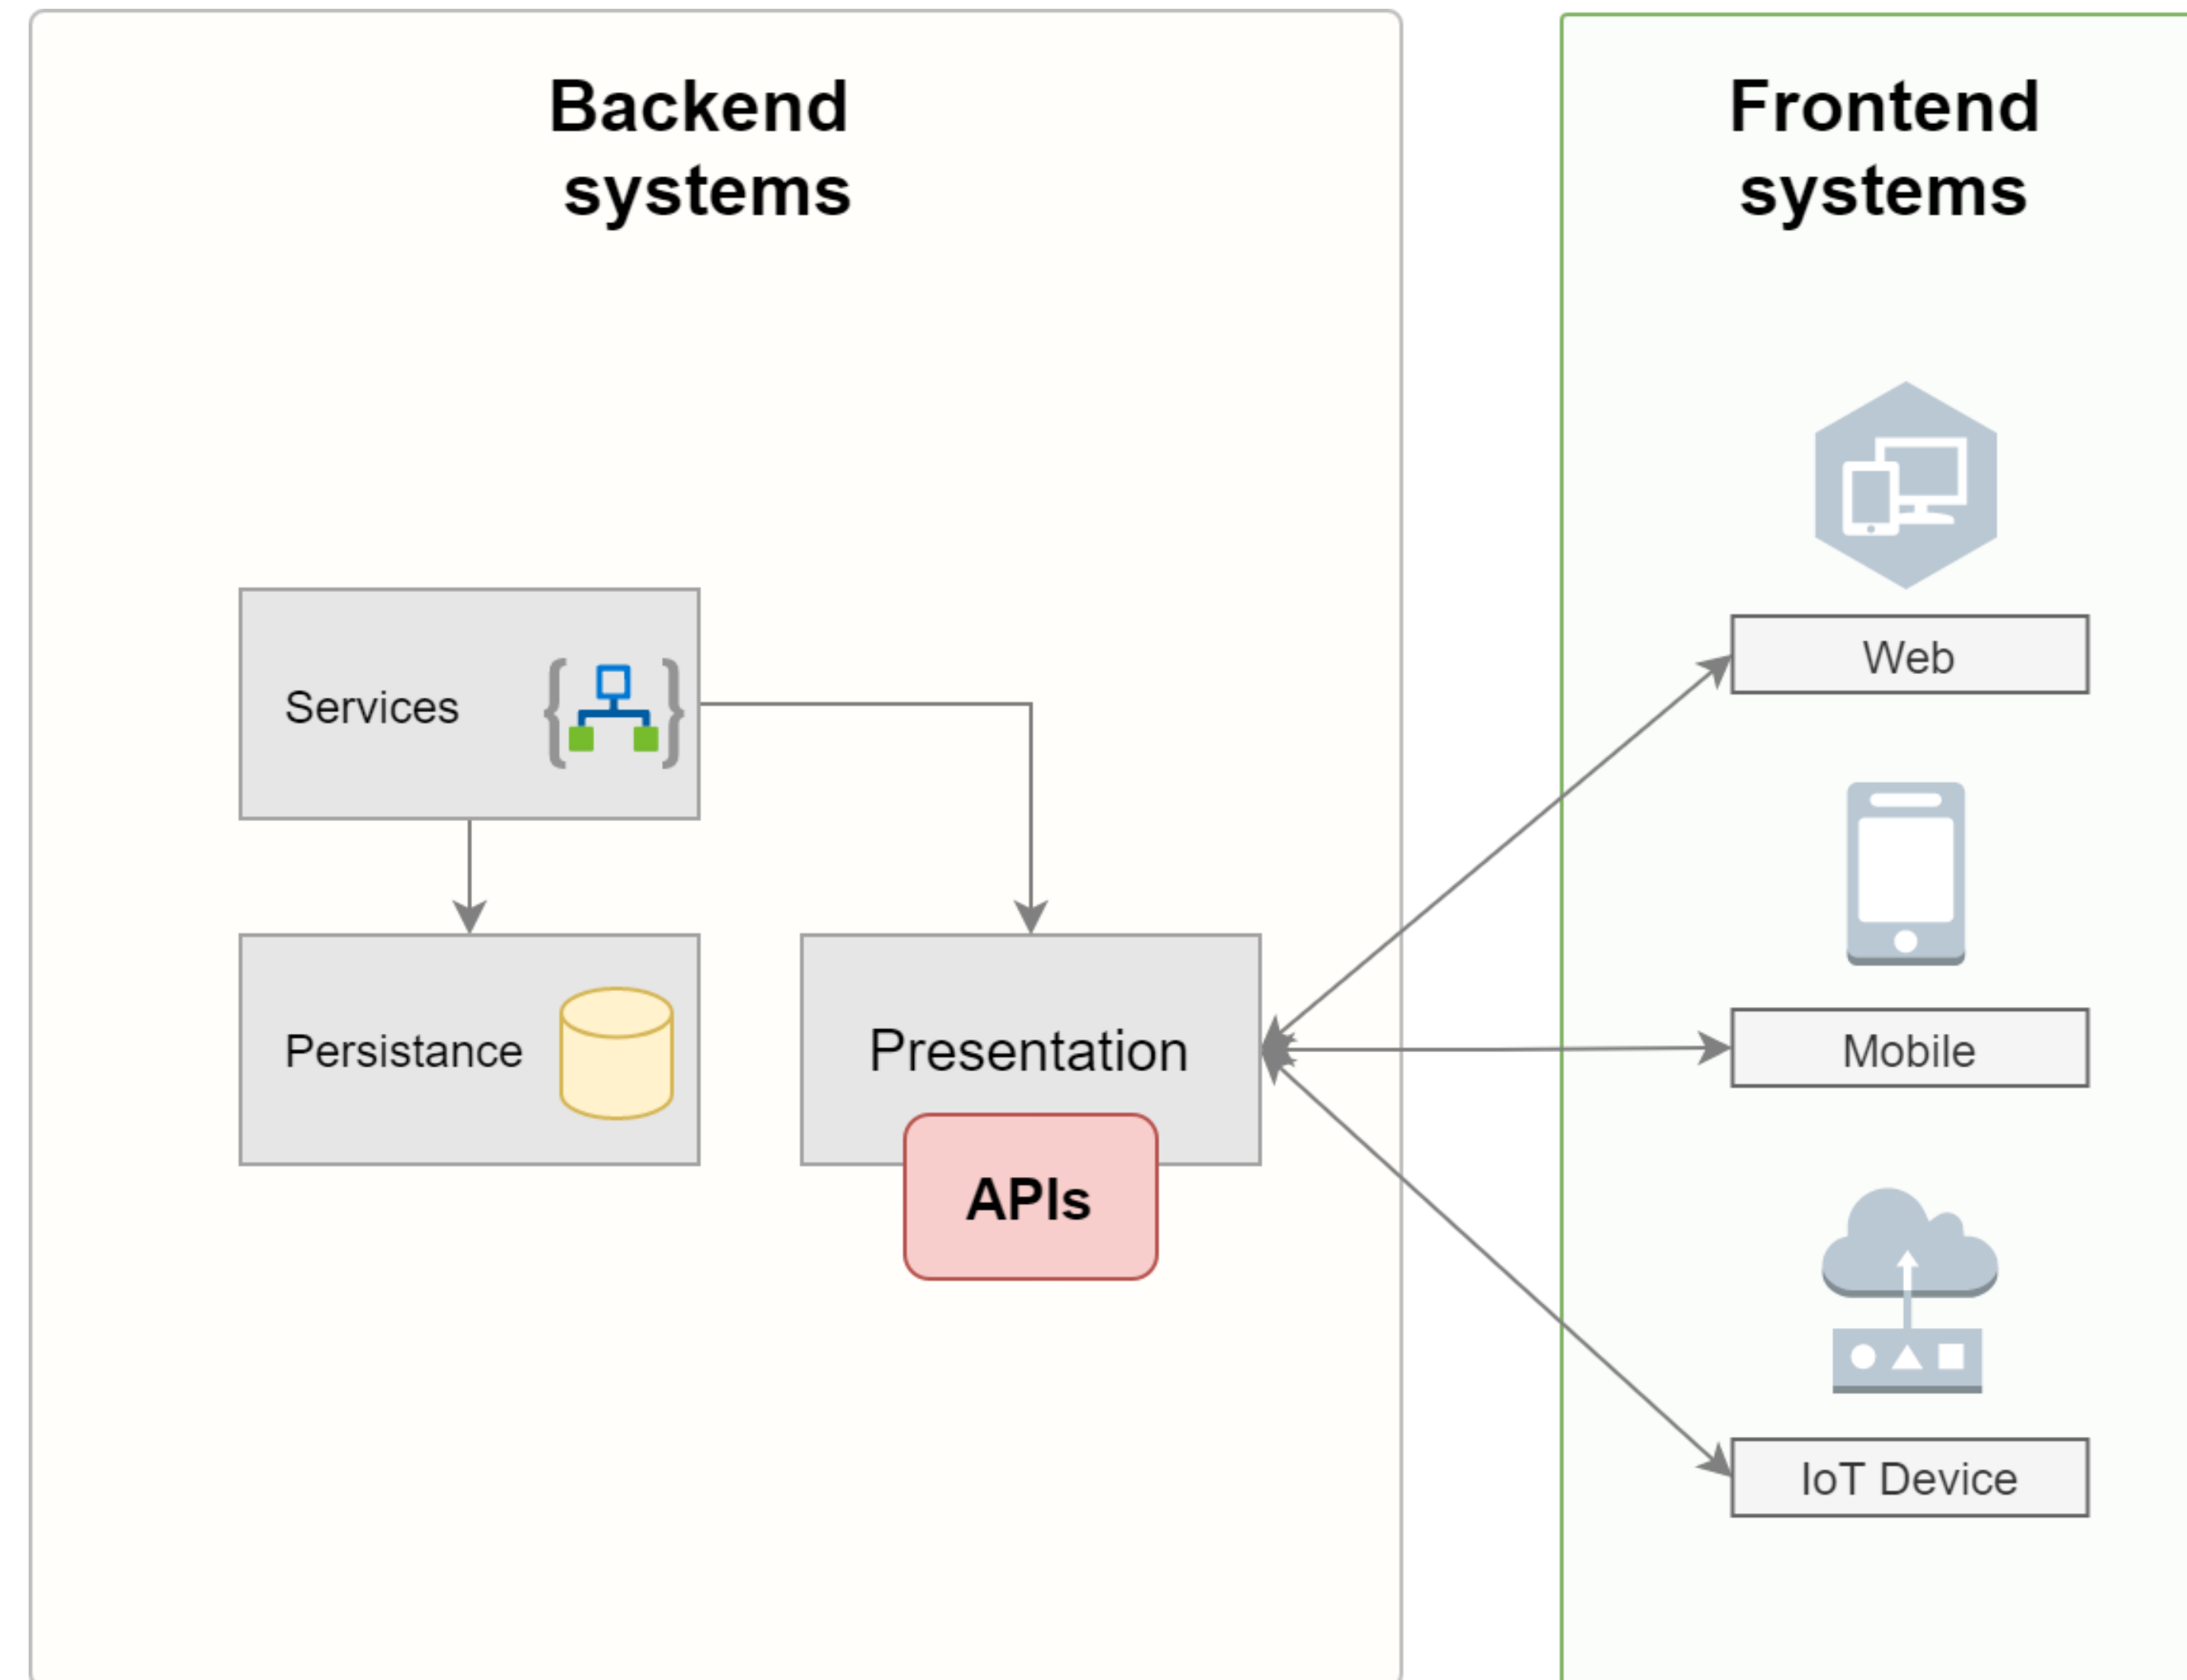 Backend
systems
Frontend
systems
Services
Persistance
Presentation
APIs
Web
Mobile
IoT Device